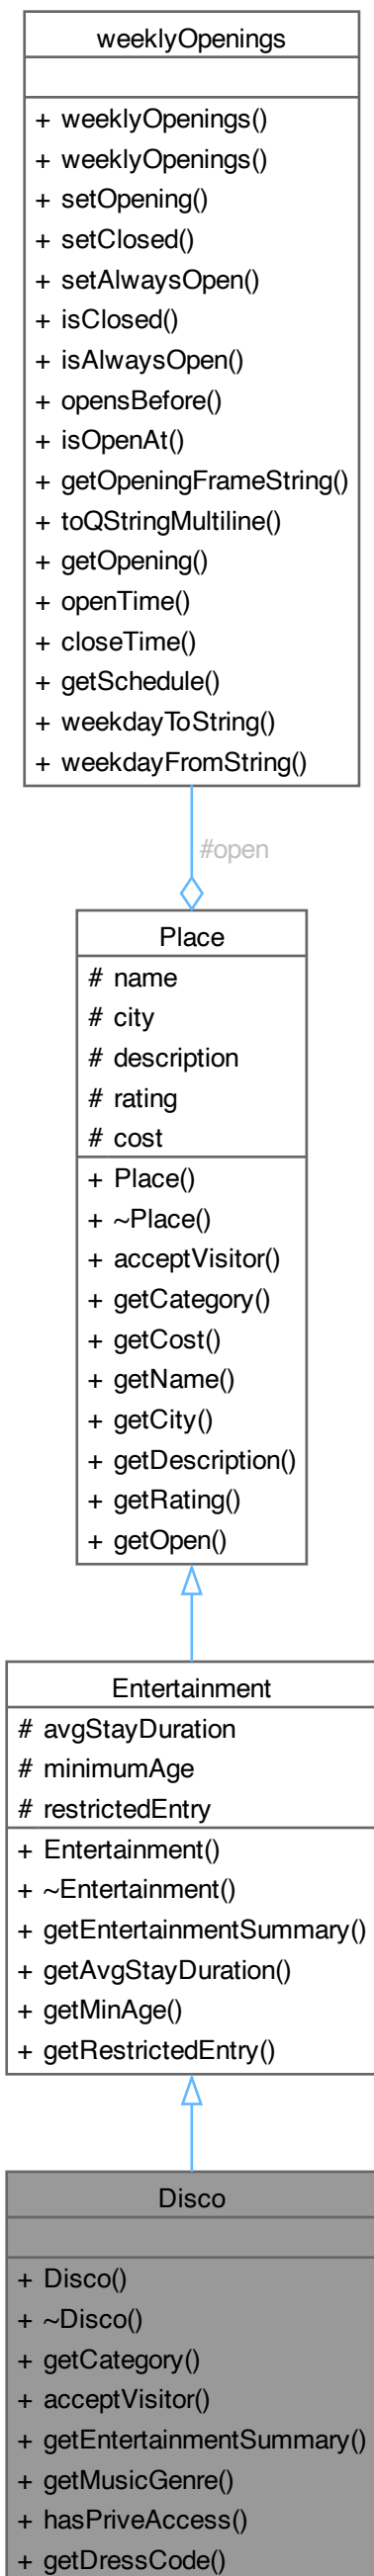 weeklyOpenings
+ weeklyOpenings()
+ weeklyOpenings()
+ setOpening()
+ setClosed()
+ setAlwaysOpen()
+ isClosed()
+ isAlwaysOpen()
+ opensBefore()
+ isOpenAt()
+ getOpeningFrameString()
+ toQStringMultiline()
+ getOpening()
+ openTime()
+ closeTime()
+ getSchedule()
+ weekdayToString()
+ weekdayFromString()
#open
Place
# name
# city
# description
# rating
# cost
+ Place()
+ ~Place()
+ acceptVisitor()
+ getCategory()
+ getCost()
+ getName()
+ getCity()
+ getDescription()
+ getRating()
+ getOpen()
Entertainment
# avgStayDuration
# minimumAge
# restrictedEntry
+ Entertainment()
+ ~Entertainment()
+ getEntertainmentSummary()
+ getAvgStayDuration()
+ getMinAge()
+ getRestrictedEntry()
Disco
+ Disco()
+ ~Disco()
+ getCategory()
+ acceptVisitor()
+ getEntertainmentSummary()
+ getMusicGenre()
+ hasPriveAccess()
+ getDressCode()